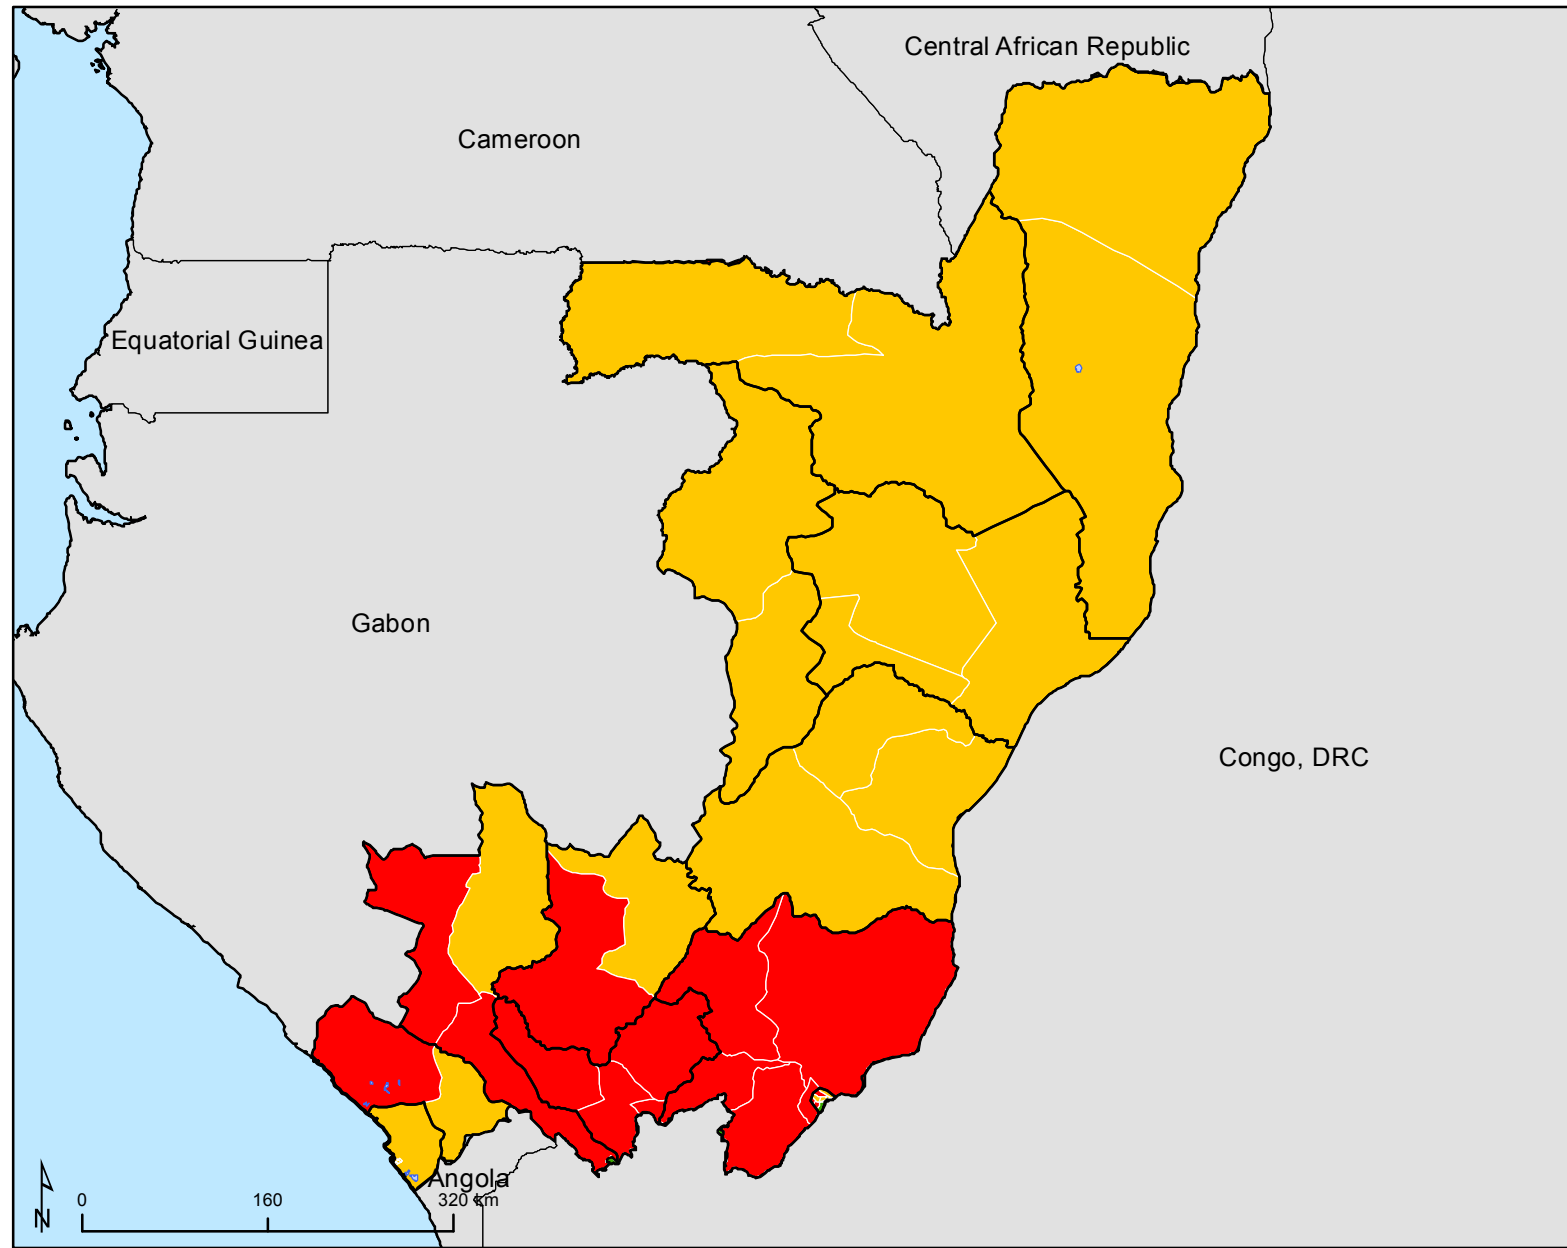 Central African Republic
Cameroon
Equatorial Guinea
Gabon
Congo, DRC
Angola
0 160 320 km
N